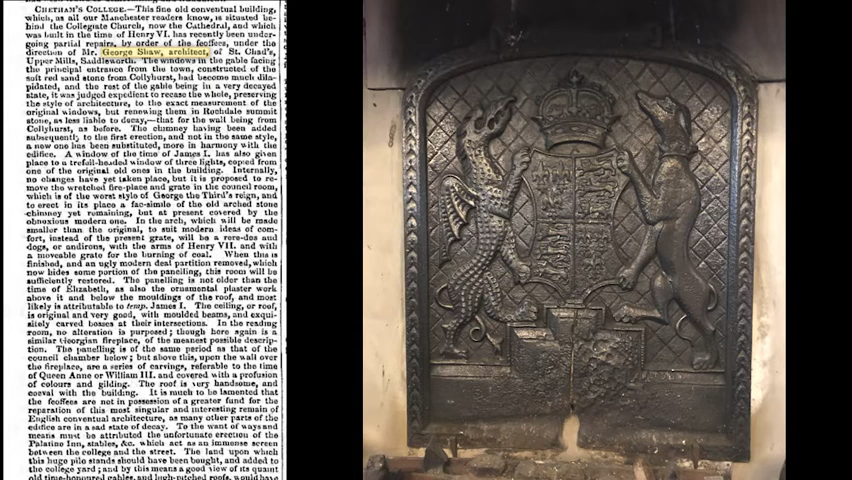 CHETHAM'S COLLEGE.—This fine old conventual building,
which, as all our Manchester readers know, is situated be-
hind the Collegiate Church, now the Cathedral, and which
was built in the time of Henry VI. has recently been under-
going partial repairs, by order of the feoffees, under the
direction of Mr. George Shaw, architect, of St. Chad's,
Upper Mills, Saddleworth. The windows in the gable facing
the principal entrance from the town, constructed of the
soft red sand stone from Collyhurst, had become much dila-
pidated, and the rest of the gable being in a very decayed
state, it was judged expedient to recase the whole, preserving
the style of architecture, to the exact measurement of the
original windows, but renewing them in Rochdale summit
stone, as less liable to decay,—that for the wall being from
Collyhurst, as before. The chimney having been added
subsequently to the first erection, and not in the same style,
a new one has been substituted, more in harmony with the
edifice. A window of the time of James I. has also given
place to a trefoil-headed window of three lights, copied from
one of the original old ones in the building. Internally,
no changes have yet taken place, but it is proposed to re-
move the wretched fire-place and grate in the council room,
which is of the worst style of George the Third's reign, and
to erect in its place a fac-simile of the old arched stone
chimney yet remaining, but at present covered by the
obnoxious modern one. In the arch, which will be made
smaller than the original, to suit modern ideas of com-
fort, instead of the present grate, will be a rere-dos and
dogs, or andirons, with the arms of Henry VII. and with
a moveable grate for the burning of coal. When this is
finished, and an ugly modern deal partition removed, which
now hides some portion of the panelling, this room will be
sufficiently restored. The panelling is not older than the
time of Elizabeth, as also the ornamental plaster work
above it and below the mouldings of the roof, and most
likely is attributable to temp. James I. The ceiling, or roof,
is original and very good, with moulded beams, and exqui-
sitely carved bosses at their intersections. In the reading
room, no alteration is purposed; though here again is a
similar Georgian fireplace, of the meanest possible descrip-
tion. The panelling is of the same period as that of the
council chamber below; but above this, upon the wall over
the fireplace, are a series of carvings, referable to the time
of Queen Anne or William III. and covered with a profusion
of colours and gilding. The roof is very handsome, and
coeval with the building. It is much to be lamented that
the feoffees are not in possession of a greater fund for the
reparation of this most singular and interesting remain of
English conventual architecture, as many other parts of the
edifice are in a sad state of decay. To the want of ways and
means must be attributed the unfortunate erection of the
Palatine Inn, stables, &c. which act as an immense screen
between the college and the street. The land upon which
this huge pile stands should have been bought, and added to
the college yard; and by this means a good view of its quaint
old time-honoured gables, and high-pitched roofs, would have